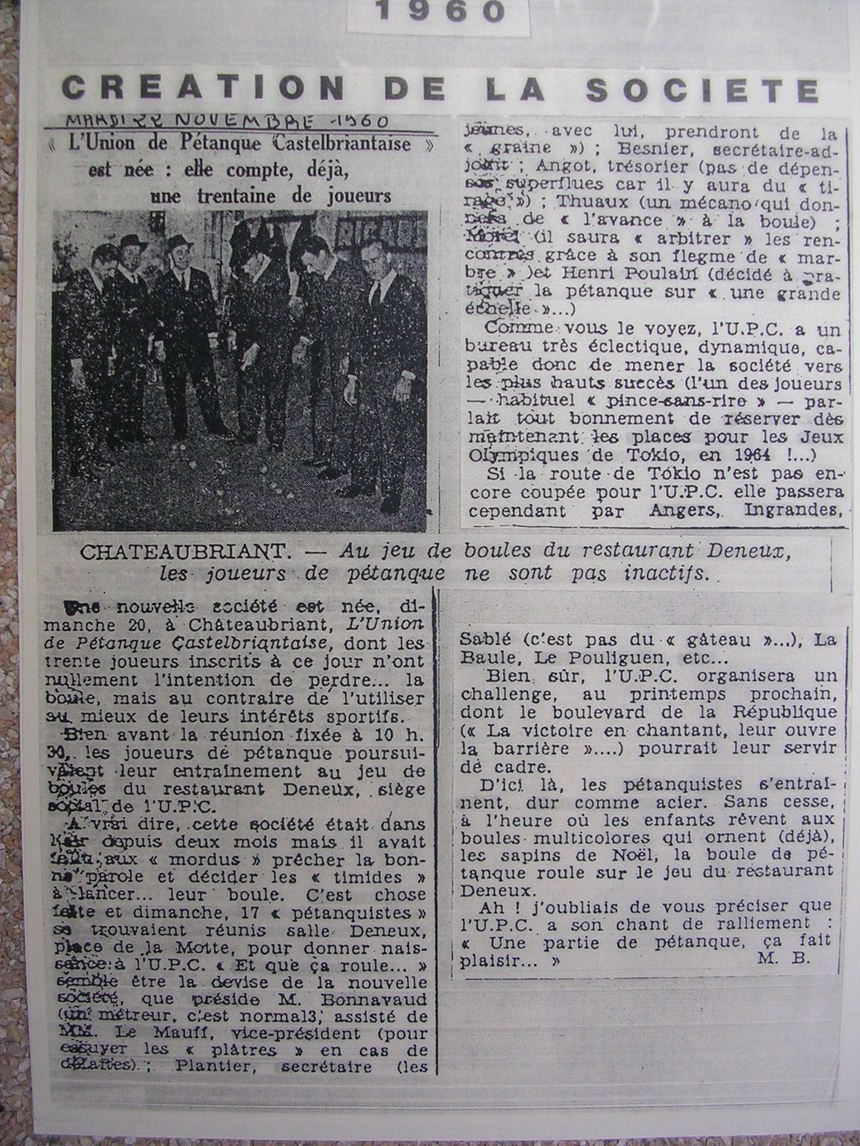 1960
CREATION DE LA SOCIETE
MARDI 22 NOVEMBRE 1960
« L'Union de Pétanque Castelbriantaise »
est née : elle compte, déjà,
une trentaine de joueurs
RICARD
CHATEAUBRIANT. — Au jeu de boules du restaurant Deneux,
les joueurs de pétanque ne sont pas inactifs.
Une nouvelle société est née, di-
manche 20, à Châteaubriant, L'Union
de Pétanque Castelbriantaise, dont les
trente joueurs inscrits à ce jour n'ont
nullement l'intention de perdre... la
boule, mais au contraire de l'utiliser
au mieux de leurs intérêts sportifs.
Bien avant la réunion fixée à 10 h.
30, les joueurs de pétanque poursui-
vaient leur entraînement au jeu de
boules du restaurant Deneux, siège
social de l'U.P.C.
A vrai dire, cette société était dans
l'air depuis deux mois mais il avait
fallu aux « mordus » prêcher la bon-
ne parole et décider les « timides »
à lancer... leur boule. C'est chose
faite et dimanche, 17 « pétanquistes »
se trouvaient réunis salle Deneux,
place de la Motte, pour donner nais-
sance à l'U.P.C. « Et que ça roule... »
semble être la devise de la nouvelle
société, que préside M. Bonnavaud
(un métreur, c'est normal3, assisté de
MM. Le Mauff, vice-président (pour
essuyer les « plâtres » en cas de
défaites) ; Plantier, secrétaire (les
jeunes, avec lui, prendront de la
« graine ») ; Besnier, secrétaire-ad-
joint ; Angot, trésorier (pas de dépen-
ses superflues car il y aura du « ti-
rage ») ; Thuaux (un mécano qui don-
nera de « l'avance » à la boule) ;
Morel (il saura « arbitrer » les ren-
contres grâce à son flegme de « mar-
bre » )et Henri Poulain (décidé à pra-
tiquer la pétanque sur « une grande
échelle »...)
Comme vous le voyez, l'U.P.C. a un
bureau très éclectique, dynamique, ca-
pable donc de mener la société vers
les plus hauts succès (l'un des joueurs
— habituel « pince-sans-rire » — par-
lait tout bonnement de réserver dès
maintenant les places pour les Jeux
Olympiques de Tokio, en 1964 !...)
Si la route de Tókio n'est pas en-
core coupée pour l'U.P.C. elle passera
cependant par Angers, Ingrandes,
Sablé (c'est pas du « gâteau »...), La
Baule, Le Pouliguen, etc...
Bien sûr, l'U.P.C. organisera un
challenge, au printemps prochain,
dont le boulevard de la République
(« La victoire en chantant, leur ouvre
la barrière »....) pourrait leur servir
de cadre.
D'ici là, les pétanquistes s'entraî-
nent, dur comme acier. Sans cesse,
à l'heure où les enfants rêvent aux
boules multicolores qui ornent (déjà),
les sapins de Noël, la boule de pé-
tanque roule sur le jeu du restaurant
Deneux.
Ah ! j'oubliais de vous préciser que
l'U.P.C. a son chant de ralliement :
« Une partie de pétanque, ça fait
plaisir... » M. B.